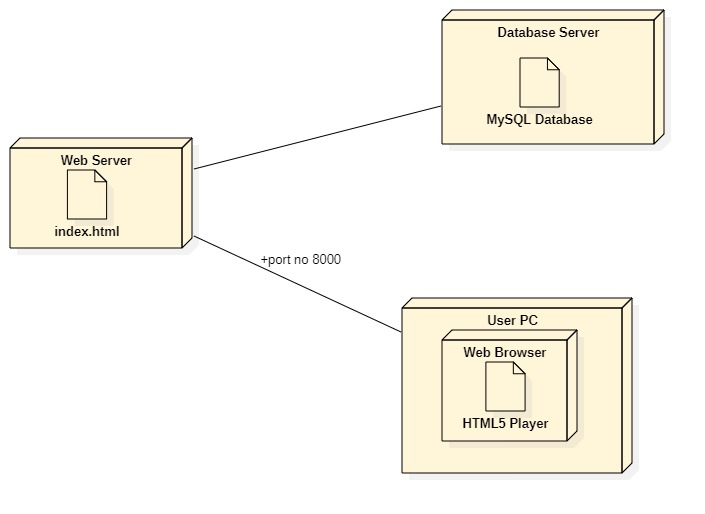 Database Server
MySQL Database
Web Server
index.html
+port no 8000
User PC
Web Browser
HTML5 Player